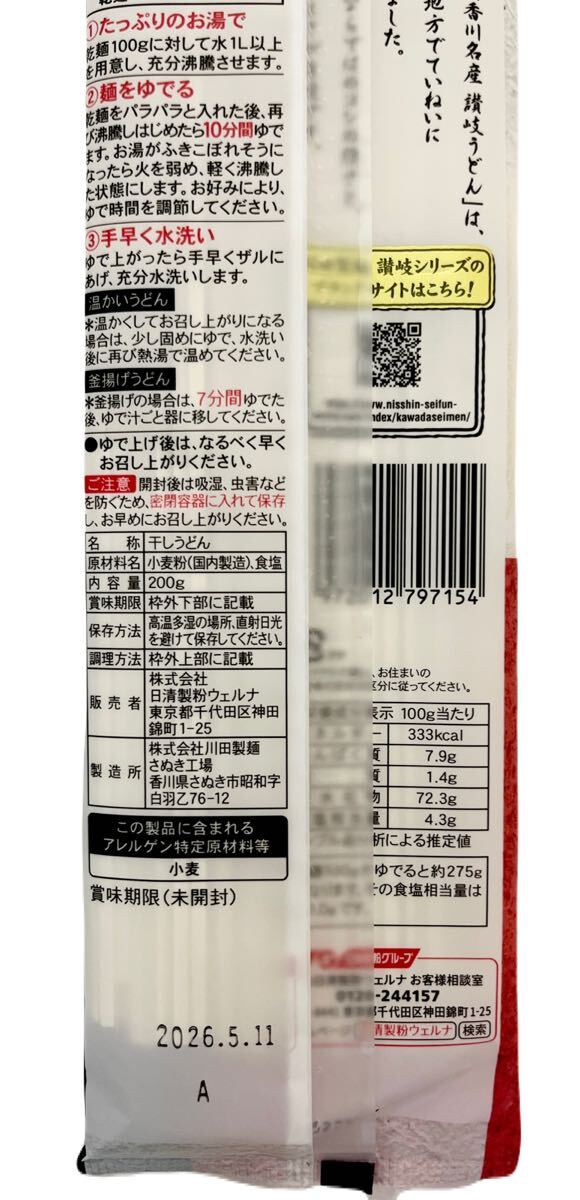 ①たっぷりのお湯で
乾麺100gに対して水1L以上
を用意し、充分沸騰させます。
②麺をゆでる
乾麺をパラパラと入れた後、再
び沸騰しはじめたら10分間ゆで
ます。お湯がふきこぼれそうに
なったら火を弱め、軽く沸騰し
た状態にします。お好みにより、
ゆで時間を調節してください。
③手早く水洗い
ゆで上がったら手早くザルに
あげ、充分水洗いします。
温かいうどん
＊温かくしてお召し上がりになる
場合は、少し固めにゆで、水洗い
後に再び熱湯で温めてください。
釜揚げうどん
＊釜揚げの場合は、7分間ゆでた
後、ゆで汁ごと器に移してください。
●ゆで上げ後は、なるべく早く
お召し上がりください。
ご注意 開封後は吸湿、虫害など
を防ぐため、密閉容器に入れて保存
し、お早めにお召し上がりください。
名称 干しうどん
原材料名 小麦粉(国内製造)、食塩
内容量 200g
賞味期限 枠外下部に記載
保存方法 高温多湿の場所、直射日光
を避けて保存してください。
調理方法 枠外上部に記載
販売者 株式会社
日清製粉ウェルナ
東京都千代田区神田
錦町1-25
製造所 株式会社川田製麺
さぬき工場
香川県さぬき市昭和字
白羽乙76-12
この製品に含まれる
アレルゲン特定原材料等
小麦
賞味期限(未開封)
2026.5.11
A
香川名産 讃岐うどん」は、
地方でていねいに
ました。
讃岐シリーズの
サイトはこちら!
www.nisshin-seifun-
index/kawadaseimen/
12 797154
、お住まいの
区分に従ってください。
表示 100g当たり
333kcal
質 7.9g
質 1.4g
物 72.3g
量 4.3g
析による推定値
ゆでると約275g
その食塩相当量は
グループ
ェルナ お客様相談室
-244157
千代田区神田錦町1-25
清製粉ウェルナ 検索